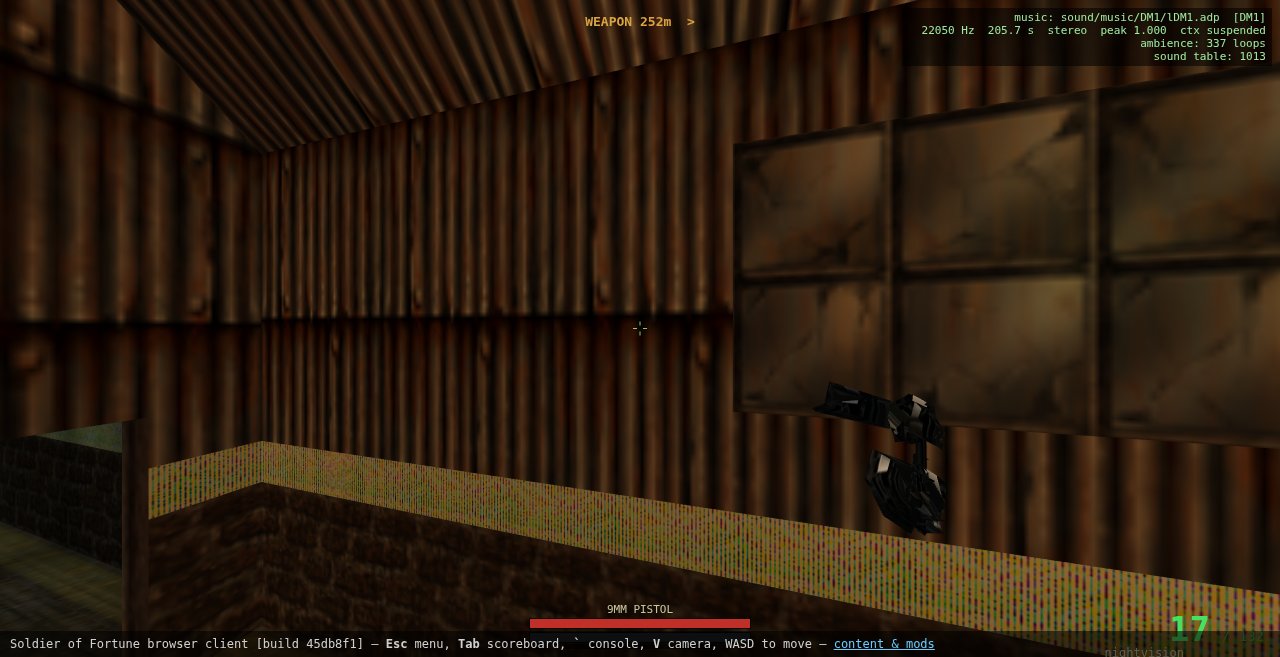 WEAPON 252m  >
music: sound/music/DM1/lDM1.adp  [DM1]
22050 Hz  205.7 s  stereo  peak 1.000  ctx suspended
ambience: 337 loops
sound table: 1013
9MM PISTOL
17 / 132
Soldier of Fortune browser client [build 45db8f1] — Esc menu, Tab scoreboard, ` console, V camera, WASD to move — content & mods
nightvision